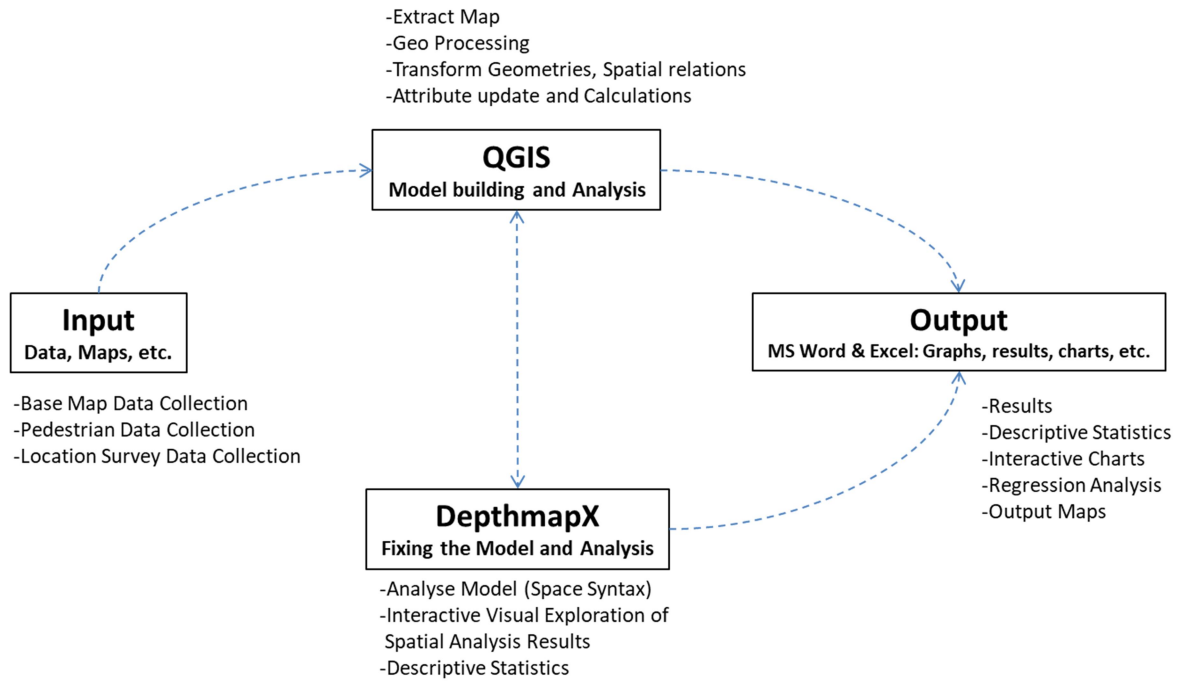 -Extract Map
-Geo Processing
-Transform Geometries, Spatial relations
-Attribute update and Calculations
QGIS
Model building and Analysis
Input
Data, Maps, etc.
-Base Map Data Collection
-Pedestrian Data Collection
-Location Survey Data Collection
Output
MS Word & Excel: Graphs, results, charts, etc.
-Results
-Descriptive Statistics
-Interactive Charts
-Regression Analysis
-Output Maps
DepthmapX
Fixing the Model and Analysis
-Analyse Model (Space Syntax)
-Interactive Visual Exploration of
Spatial Analysis Results
-Descriptive Statistics